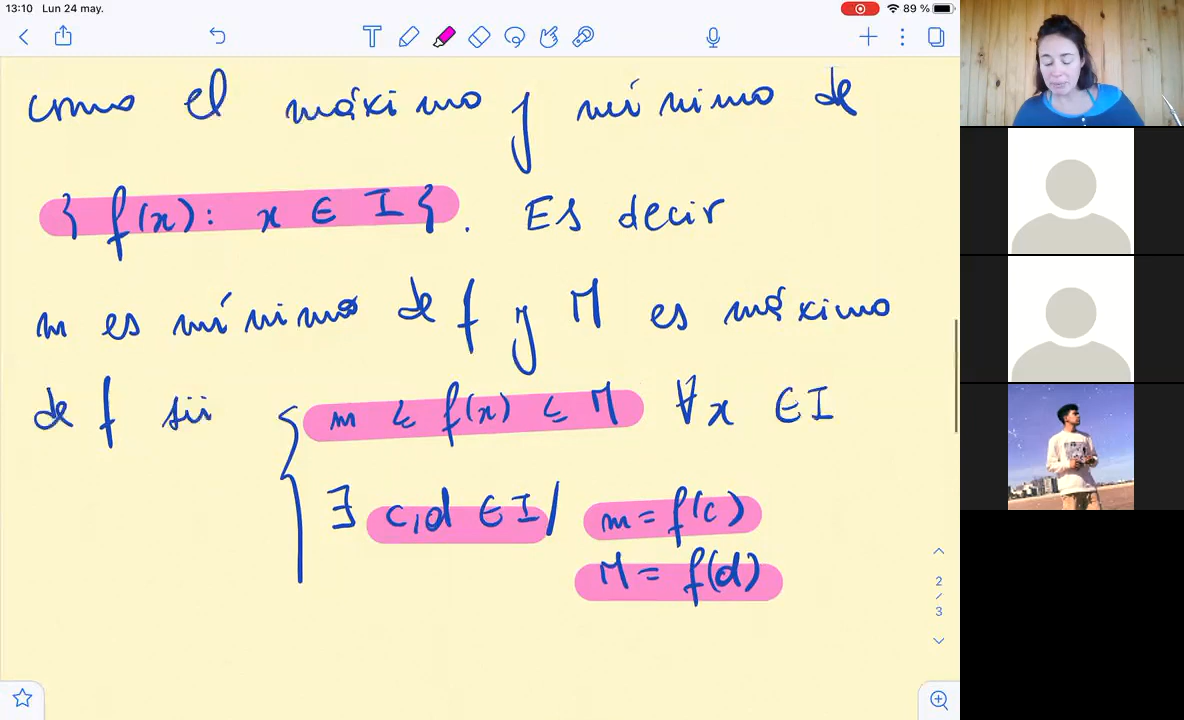 13:10 Lun 24 may.
89 %
T
como el máximo y mínimo de
{ f(x): x ∈ I }. Es decir
m es mínimo de f y M es máximo
de f sii { m ≤ f(x) ≤ M ∀x ∈ I
∃ c,d ∈ I / m = f(c)
M = f(d)
2
/
3